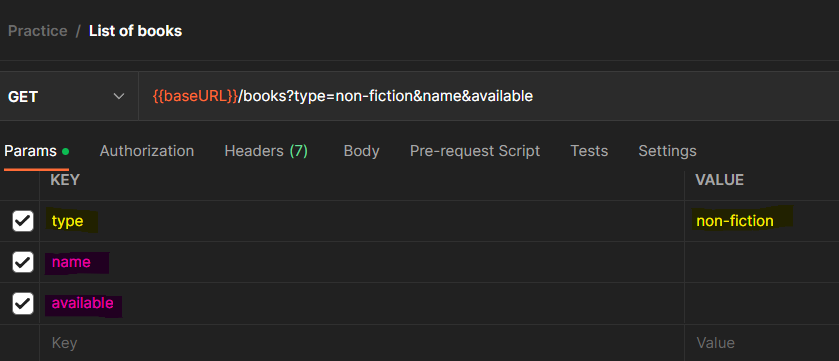 Practice / List of books
GET {{baseURL}}/books?type=non-fiction&name&available
Params Authorization Headers (7) Body Pre-request Script Tests Settings
KEY VALUE
type non-fiction
name
available
Key Value